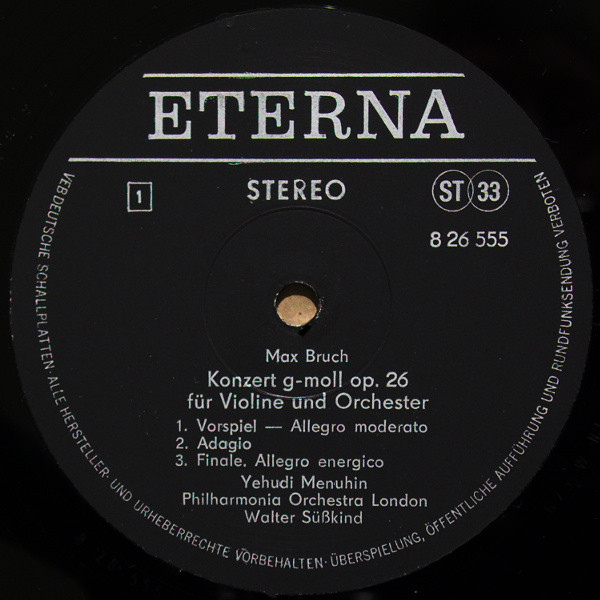 ETERNA
1 STEREO ST 33
8 26 555
Max Bruch
Konzert g-moll op. 26
für Violine und Orchester
1. Vorspiel — Allegro moderato
2. Adagio
3. Finale. Allegro energico
Yehudi Menuhin
Philharmonia Orchestra London
Walter Süßkind
VEB DEUTSCHE SCHALLPLATTEN · ALLE HERSTELLER- UND URHEBERRECHTE VORBEHALTEN · ÜBERSPIELUNG, ÖFFENTLICHE AUFFÜHRUNG UND RUNDFUNKSENDUNG VERBOTEN